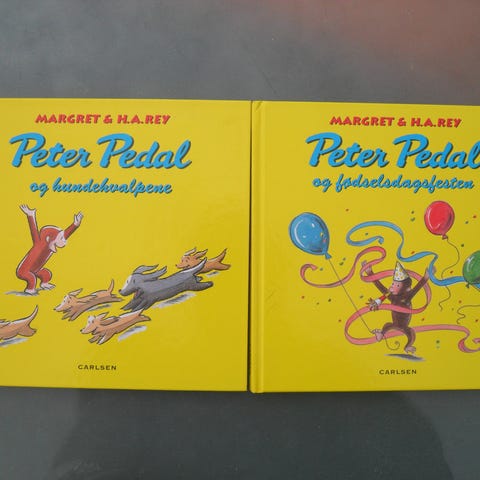 MARGRET & H.A.REY
Peter Pedal
og hundehvalpene
CARLSEN
MARGRET & H.A.REY
Peter Pedal
og fødselsdagsfesten
CARLSEN